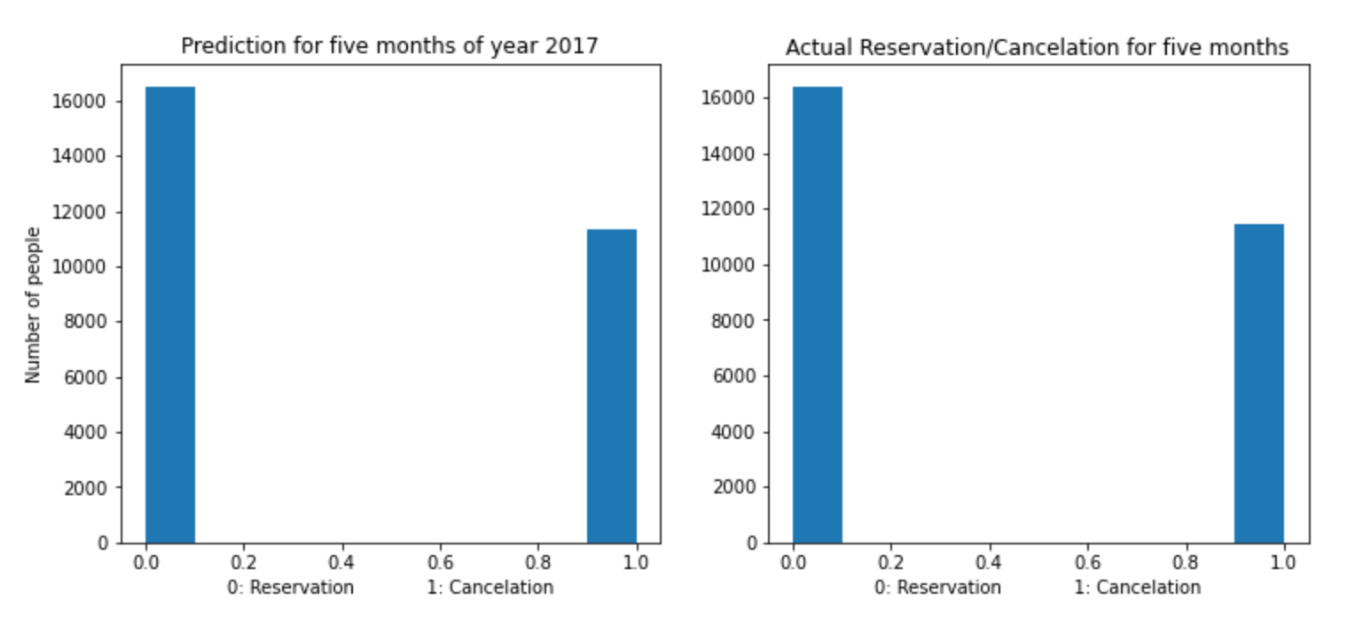 Prediction for five months of year 2017
Number of people
16000
14000
12000
10000
8000
6000
4000
2000
0
0.0 0.2 0.4 0.6 0.8 1.0
0: Reservation 1: Cancelation
Actual Reservation/Cancelation for five months
16000
14000
12000
10000
8000
6000
4000
2000
0
0.0 0.2 0.4 0.6 0.8 1.0
0: Reservation 1: Cancelation